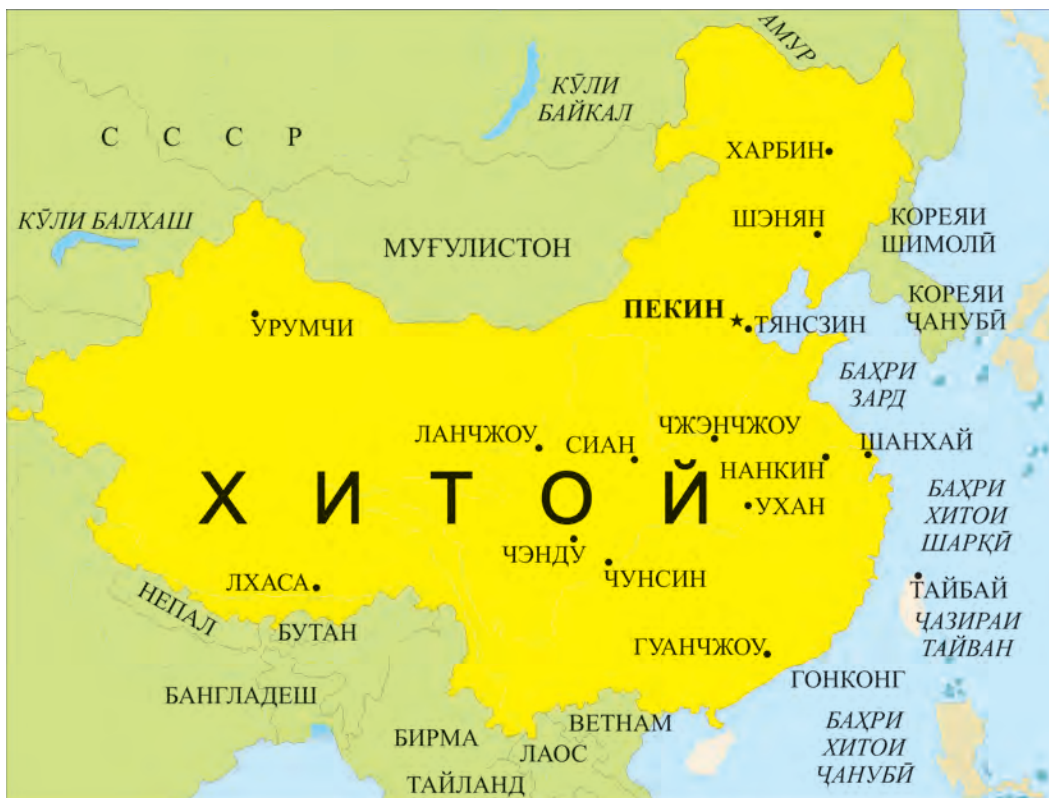 АМУР
КӮЛИ
БАЙКАЛ
С С С Р
ХАРБИН
КӮЛИ БАЛХАШ
ШЭНЯН
КОРЕЯИ
ШИМОЛӢ
МУҒУЛИСТОН
КОРЕЯИ
ҶАНУБӢ
ПЕКИН
ТЯНСЗИН
УРУМЧИ
БАҲРИ
ЗАРД
ЛАНЧЖОУ
СИАН
ЧЖЭНЧЖОУ
ШАНХАЙ
НАНКИН
Х И Т О Й
УХАН
БАҲРИ
ХИТОИ
ШАРҚӢ
ЧЭНДУ
ЧУНСИН
ЛХАСА
ТАЙБАЙ
ҶАЗИРАИ
ТАЙВАН
НЕПАЛ
БУТАН
ГУАНЧЖОУ
ГОНКОНГ
БАНГЛАДЕШ
ВЕТНАМ
БАҲРИ
ХИТОИ
ҶАНУБӢ
БИРМА
ЛАОС
ТАЙЛАНД